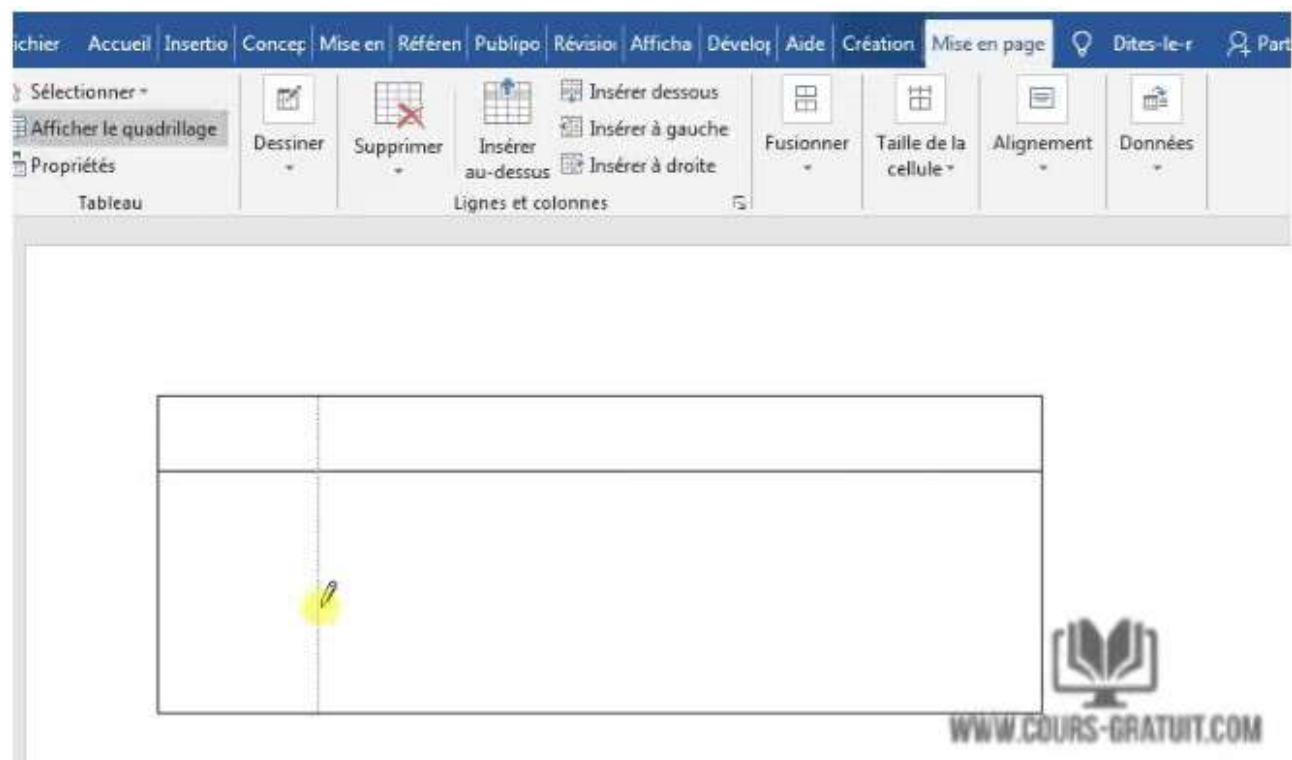 ichier Accueil Insertio Concep Mise en Référen Publipo Révisioi Afficha Dévelop Aide Création Mise en page Dites-le-r Part
Sélectionner
Afficher le quadrillage
Propriétés
Tableau
Dessiner
Supprimer
Insérer
au-dessus
Insérer dessous
Insérer à gauche
Insérer à droite
Lignes et colonnes
Fusionner
Taille de la
cellule
Alignement
Données
WWW.COURS-GRATUIT.COM